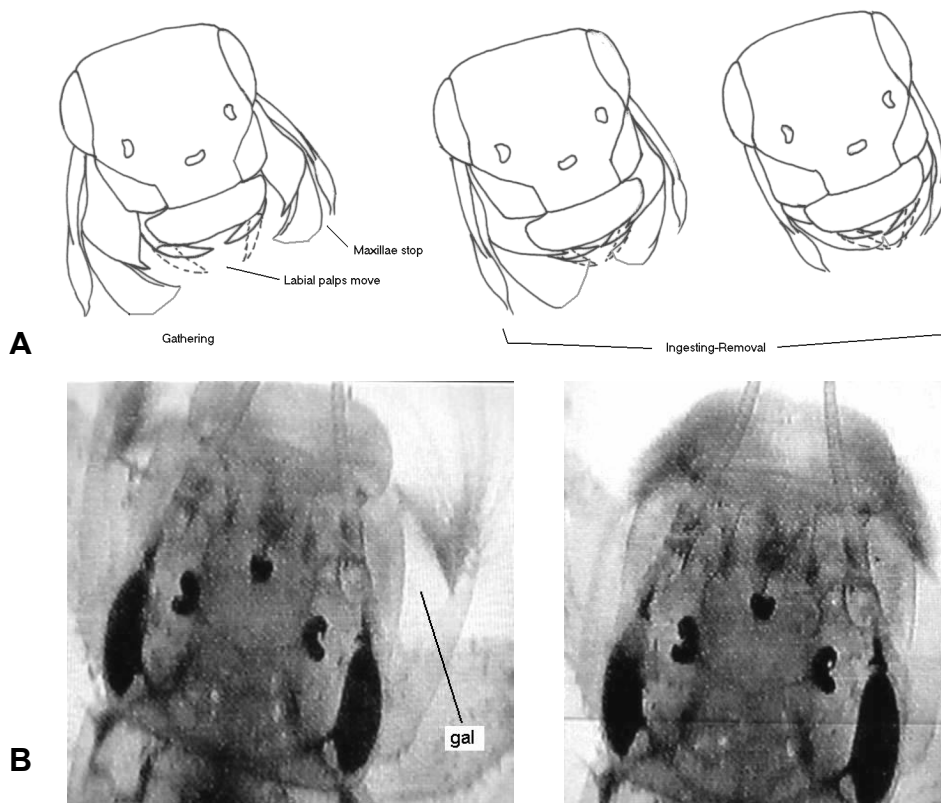 Maxillae stop
Labial palps move
A
Gathering
Ingesting-Removal
gal
B